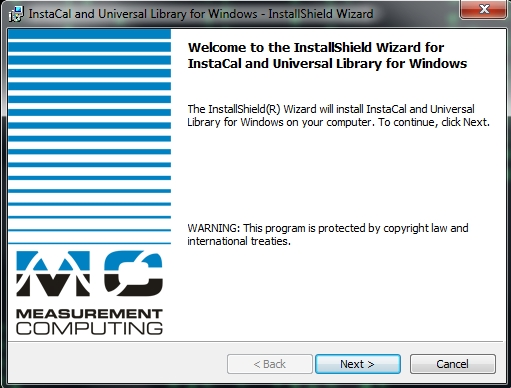 InstaCal and Universal Library for Windows - InstallShield Wizard
Welcome to the InstallShield Wizard for
InstaCal and Universal Library for Windows
The InstallShield(R) Wizard will install InstaCal and Universal
Library for Windows on your computer. To continue, click Next.
WARNING: This program is protected by copyright law and
international treaties.
MC
MEASUREMENT
COMPUTING
< Back
Next >
Cancel